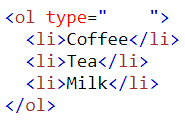 <ol type="    ">
  <li>Coffee</li>
  <li>Tea</li>
  <li>Milk</li>
</ol>